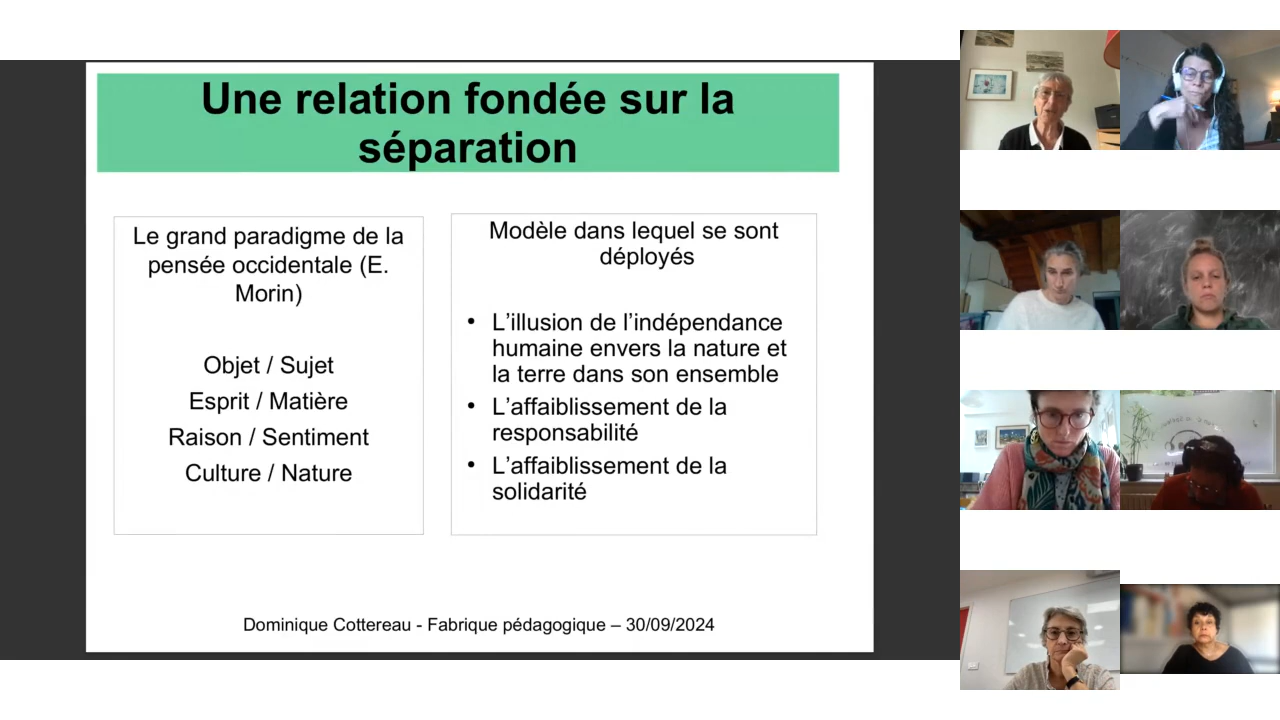 Une relation fondée sur la
séparation
Le grand paradigme de la
pensée occidentale (E.
Morin)
Objet / Sujet
Esprit / Matière
Raison / Sentiment
Culture / Nature
Modèle dans lequel se sont
déployés
• L’illusion de l’indépendance
humaine envers la nature et
la terre dans son ensemble
• L’affaiblissement de la
responsabilité
• L’affaiblissement de la
solidarité
Dominique Cottereau - Fabrique pédagogique – 30/09/2024